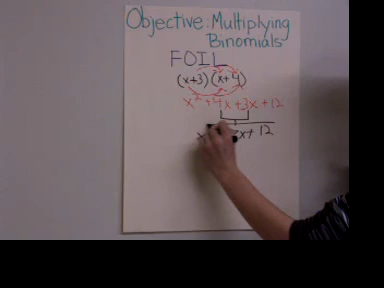 Objective: Multiplying
Binomials
FOIL
(x+3)(x+4)
x² + 4x + 3x + 12
x + 12